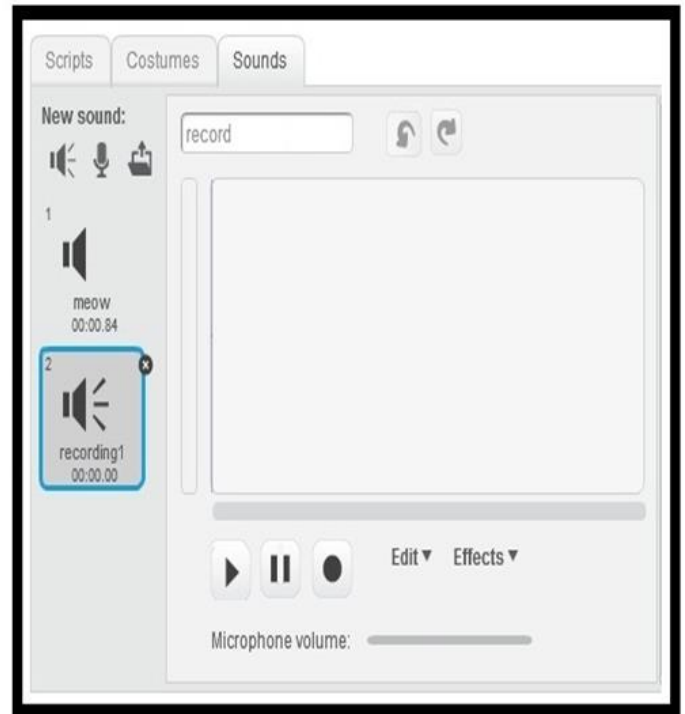 Scripts Costumes Sounds
New sound:
record
1
meow
00:00.84
2
recording1
00:00.00
Edit Effects
Microphone volume: